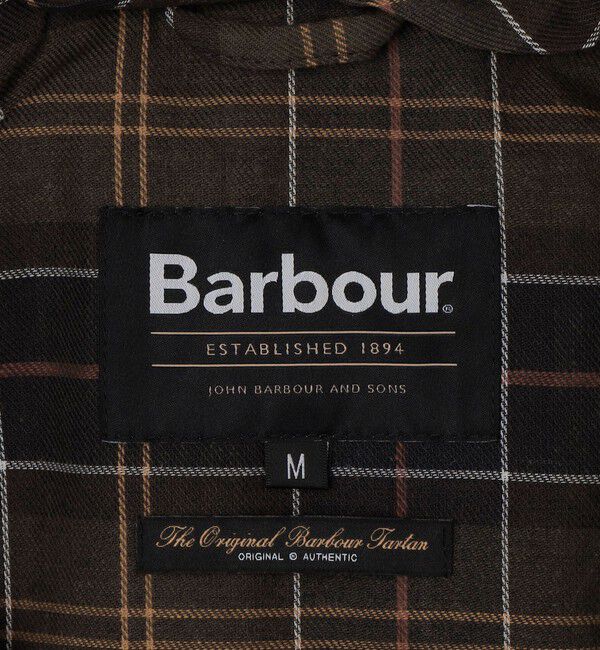 Barbour®
ESTABLISHED 1894
JOHN BARBOUR AND SONS
M
The Original Barbour Tartan
ORIGINAL © AUTHENTIC